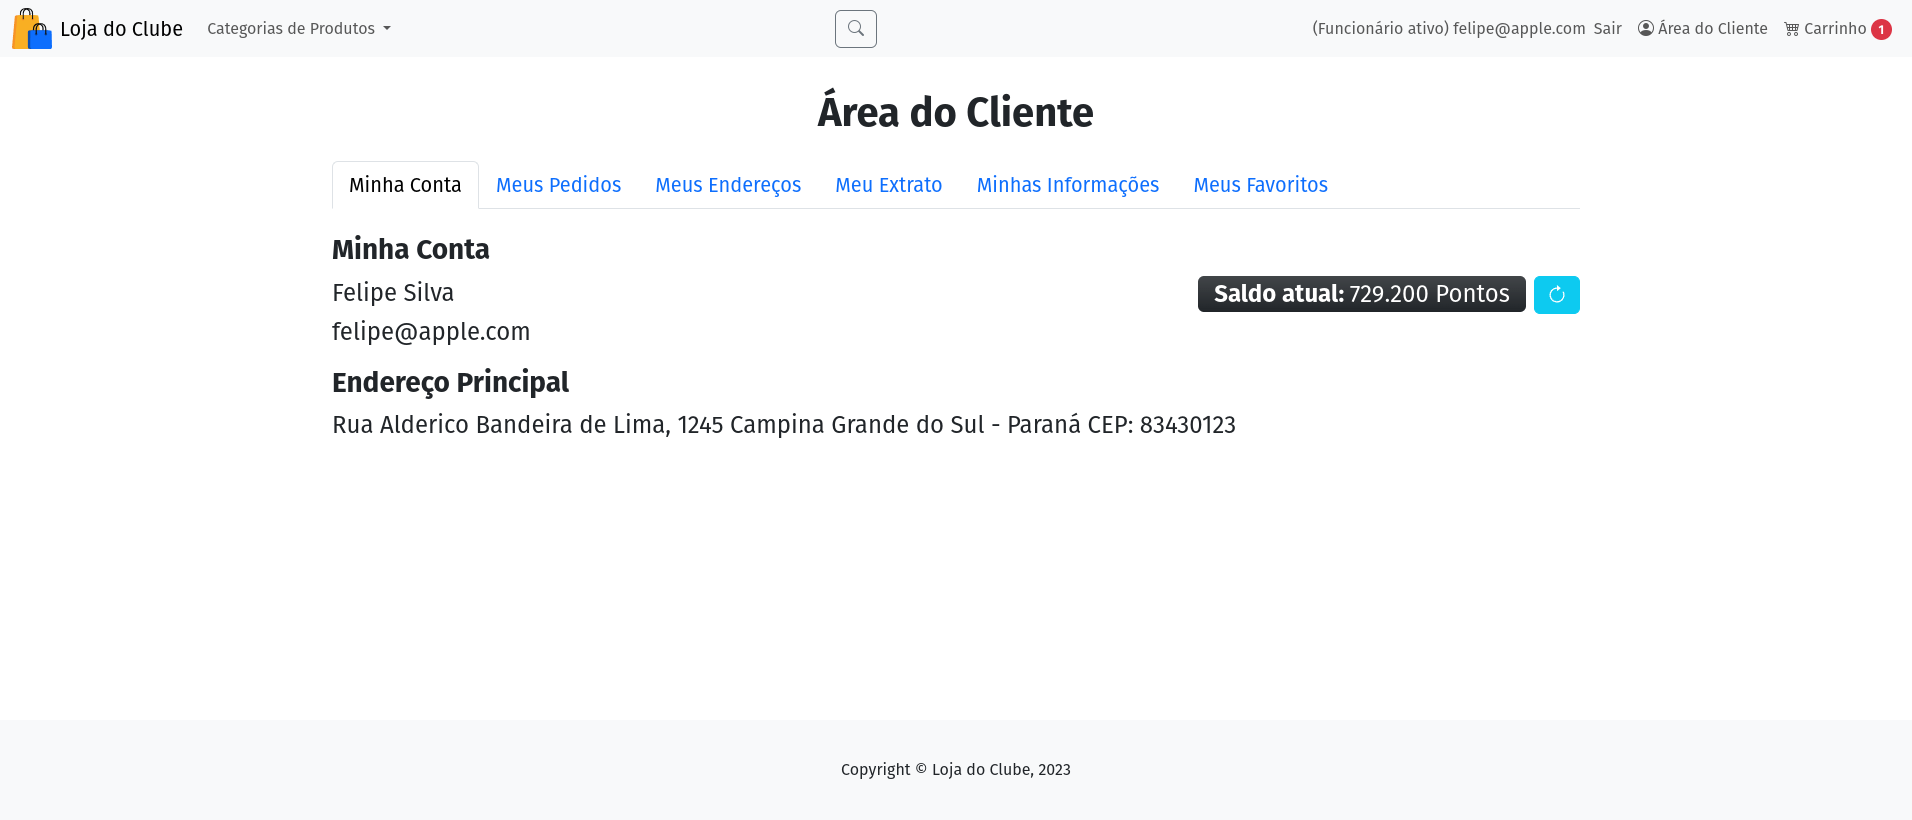 Loja do Clube
Categorias de Produtos
(Funcionário ativo) felipe@apple.com Sair
Área do Cliente
Carrinho 1
Área do Cliente
Minha Conta
Meus Pedidos
Meus Endereços
Meu Extrato
Minhas Informações
Meus Favoritos
Minha Conta
Felipe Silva
Saldo atual: 729.200 Pontos
felipe@apple.com
Endereço Principal
Rua Alderico Bandeira de Lima, 1245 Campina Grande do Sul - Paraná CEP: 83430123
Copyright © Loja do Clube, 2023